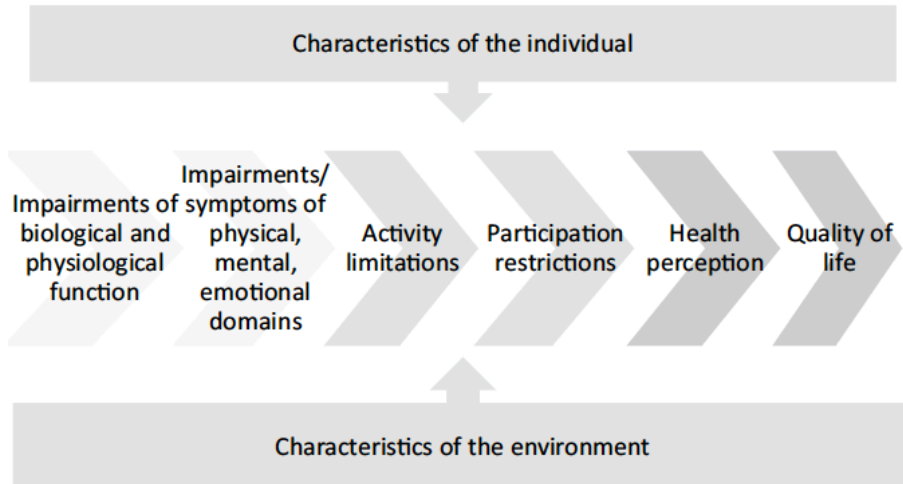 Characteristics of the individual
Impairments of
biological and
physiological
function
Impairments/
symptoms of
physical,
mental,
emotional
domains
Activity
limitations
Participation
restrictions
Health
perception
Quality of
life
Characteristics of the environment